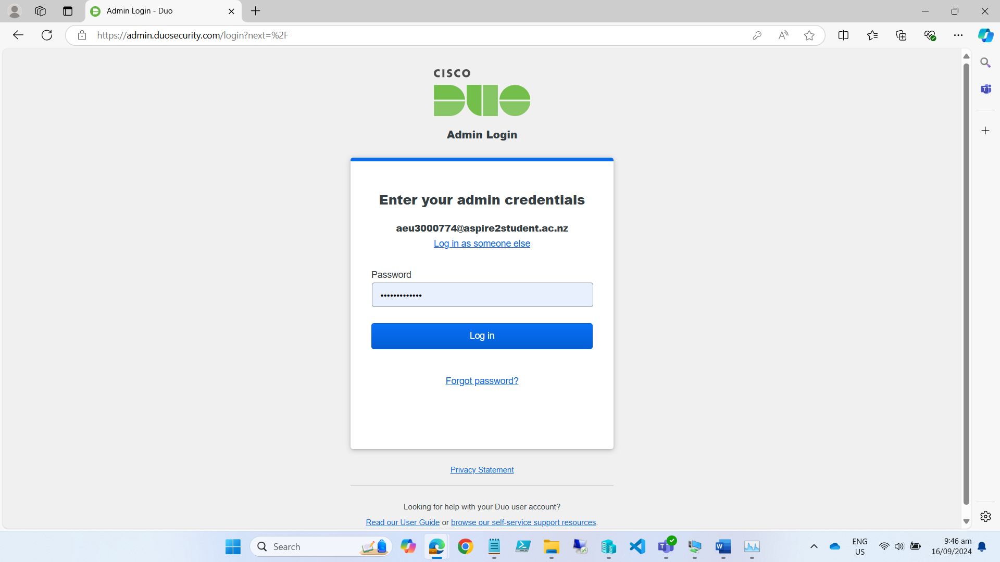 Admin Login - Duo
https://admin.duosecurity.com/login?next=%2F
CISCO
DUO
Admin Login
Enter your admin credentials
aeu3000774@aspire2student.ac.nz
Log in as someone else
Password
•••••••••••••
Log in
Forgot password?
Privacy Statement
Looking for help with your Duo user account?
Read our User Guide or browse our self-service support resources.
Search
ENG
US
9:46 am
16/09/2024